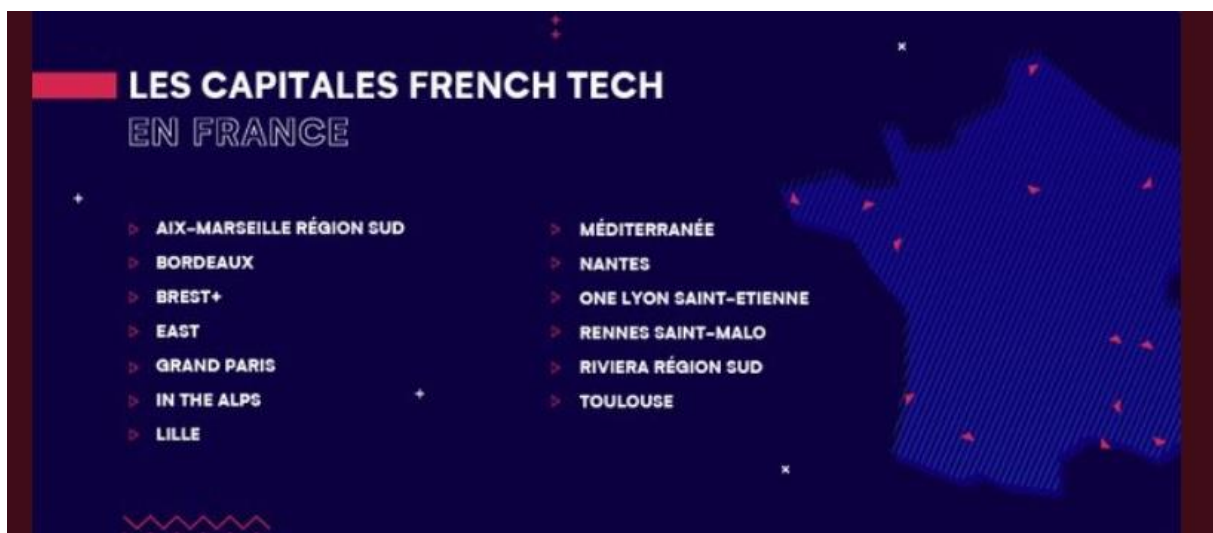 LES CAPITALES FRENCH TECH
EN FRANCE
AIX-MARSEILLE RÉGION SUD
BORDEAUX
BREST+
EAST
GRAND PARIS
IN THE ALPS
LILLE
MÉDITERRANÉE
NANTES
ONE LYON SAINT-ETIENNE
RENNES SAINT-MALO
RIVIERA RÉGION SUD
TOULOUSE